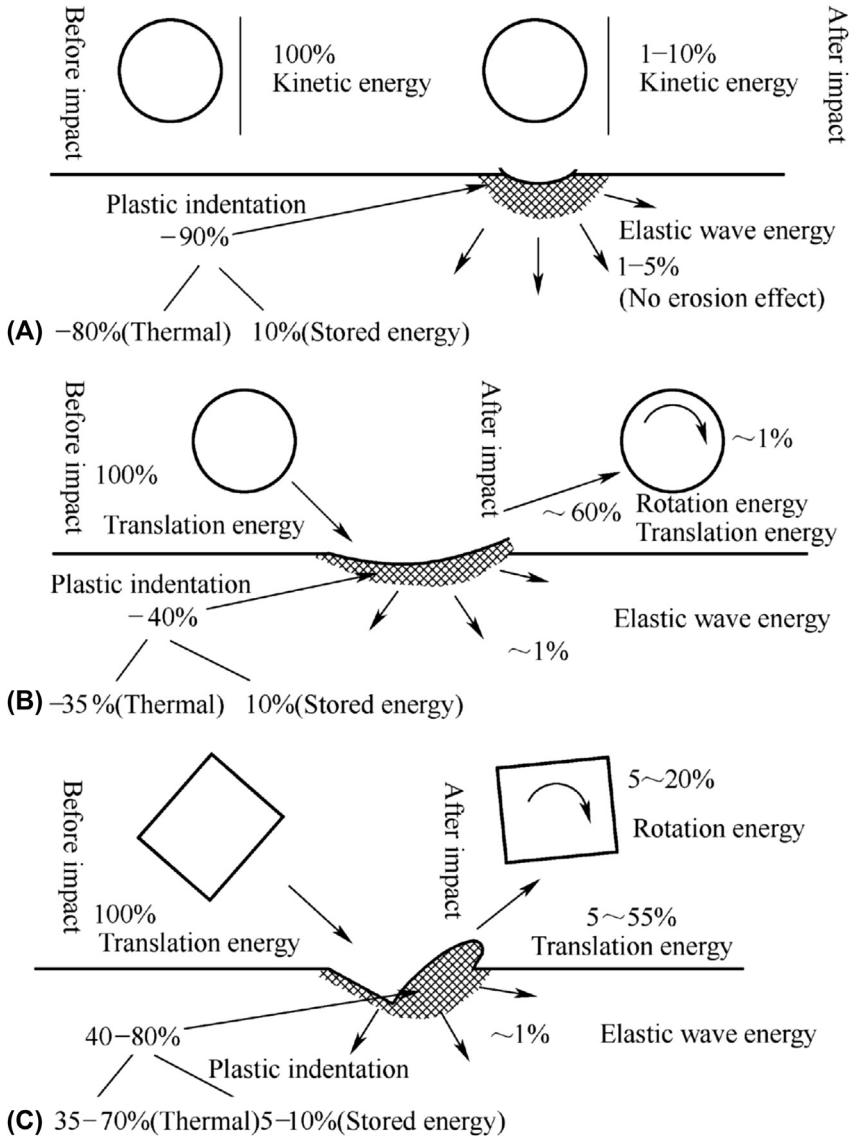 Before impact
100%
Kinetic energy
1−10%
Kinetic energy
After impact
Plastic indentation
−90%
Elastic wave energy
1−5%
(No erosion effect)
(A) −80%(Thermal) 10%(Stored energy)
Before impact
100%
Translation energy
After impact
∼1%
∼60% Rotation energy
Translation energy
Plastic indentation
−40%
Elastic wave energy
∼1%
(B) −35%(Thermal) 10%(Stored energy)
Before impact
100%
Translation energy
After impact
5∼20%
Rotation energy
5∼55%
Translation energy
40−80%
∼1% Elastic wave energy
Plastic indentation
(C) 35−70%(Thermal)5−10%(Stored energy)